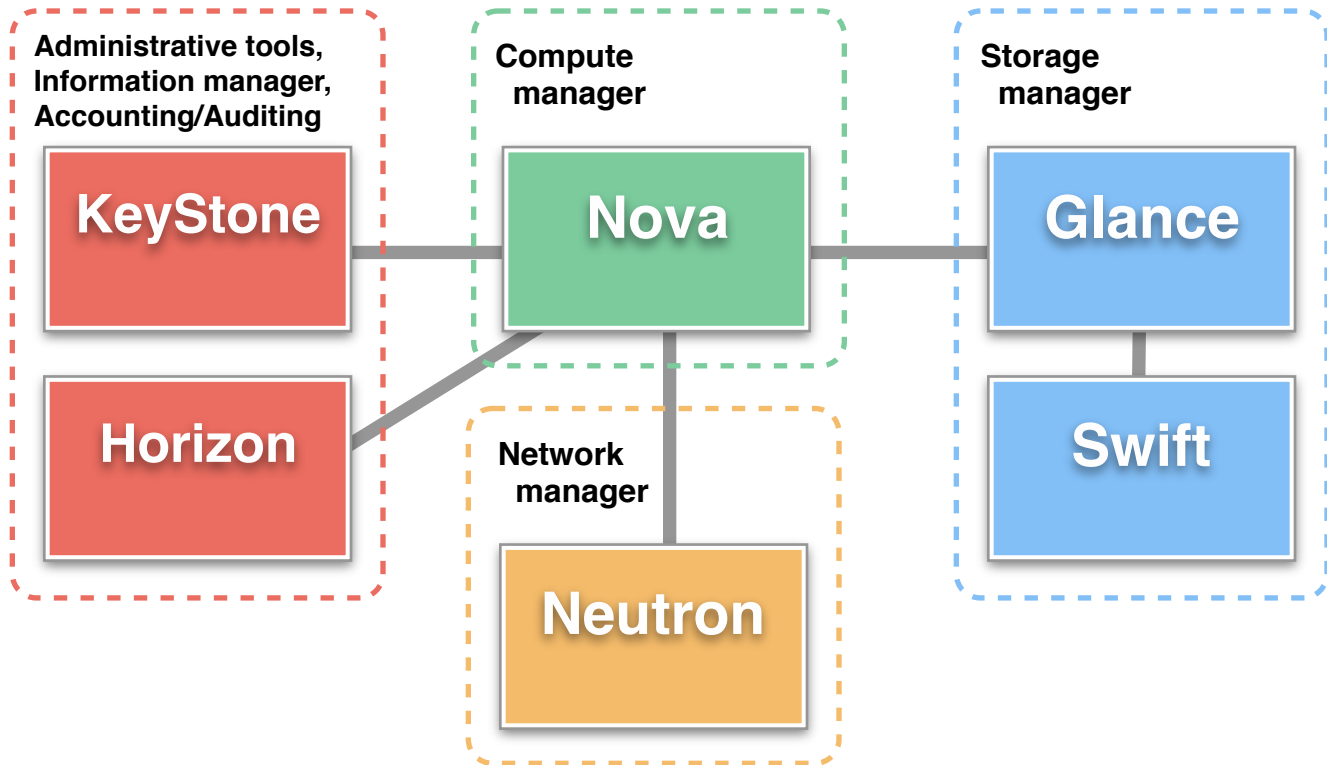 Administrative tools,
Information manager,
Accounting/Auditing
KeyStone
Horizon
Compute
manager
Nova
Network
manager
Neutron
Storage
manager
Glance
Swift